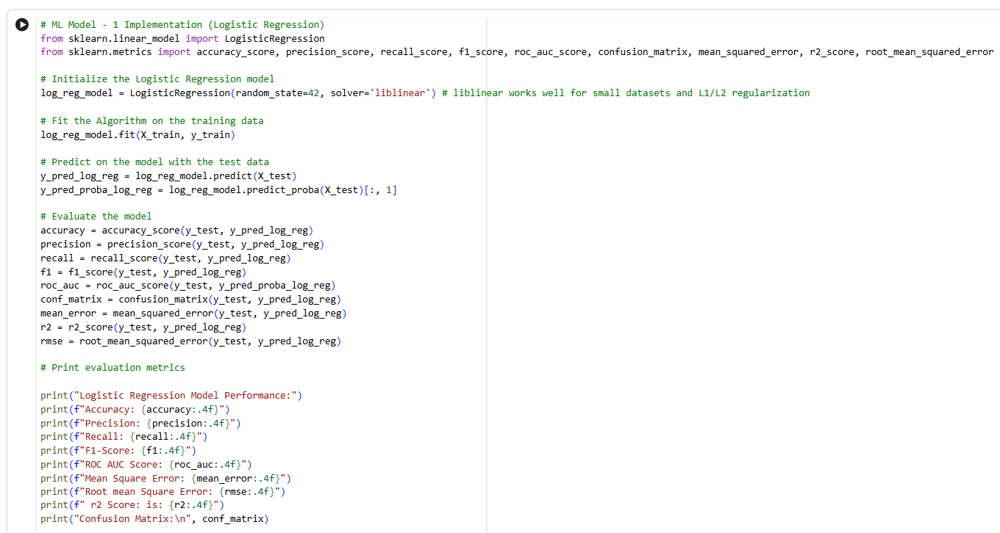 # ML Model - 1 Implementation (Logistic Regression)
from sklearn.linear_model import LogisticRegression
from sklearn.metrics import accuracy_score, precision_score, recall_score, f1_score, roc_auc_score, confusion_matrix, mean_squared_error, r2_score, root_mean_squared_error
# Initialize the Logistic Regression model
log_reg_model = LogisticRegression(random_state=42, solver='liblinear') # liblinear works well for small datasets and L1/L2 regularization
# Fit the Algorithm on the training data
log_reg_model.fit(X_train, y_train)
# Predict on the model with the test data
y_pred_log_reg = log_reg_model.predict(X_test)
y_pred_proba_log_reg = log_reg_model.predict_proba(X_test)[:, 1]
# Evaluate the model
accuracy = accuracy_score(y_test, y_pred_log_reg)
precision = precision_score(y_test, y_pred_log_reg)
recall = recall_score(y_test, y_pred_log_reg)
f1 = f1_score(y_test, y_pred_log_reg)
roc_auc = roc_auc_score(y_test, y_pred_proba_log_reg)
conf_matrix = confusion_matrix(y_test, y_pred_log_reg)
mean_error = mean_squared_error(y_test, y_pred_log_reg)
r2 = r2_score(y_test, y_pred_log_reg)
rmse = root_mean_squared_error(y_test, y_pred_log_reg)
# Print evaluation metrics
print("Logistic Regression Model Performance:")
print(f"Accuracy: {accuracy:.4f}")
print(f"Precision: {precision:.4f}")
print(f"Recall: {recall:.4f}")
print(f"F1-Score: {f1:.4f}")
print(f"ROC AUC Score: {roc_auc:.4f}")
print(f"Mean Square Error: {mean_error:.4f}")
print(f"Root mean Square Error: {rmse:.4f}")
print(f" r2 Score: is: {r2:.4f}")
print("Confusion Matrix:\n", conf_matrix)